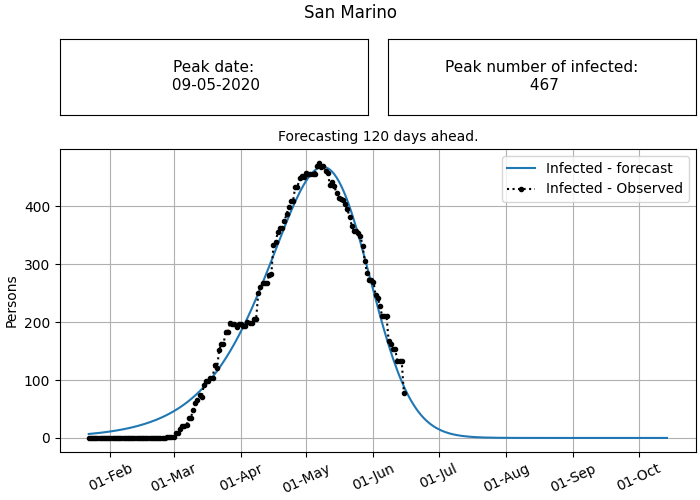 San Marino
Peak date:
09-05-2020
Peak number of infected:
467
Forecasting 120 days ahead.
Infected - forecast
Infected - Observed
Persons
400
300
200
100
0
01-Feb
01-Mar
01-Apr
01-May
01-Jun
01-Jul
01-Aug
01-Sep
01-Oct